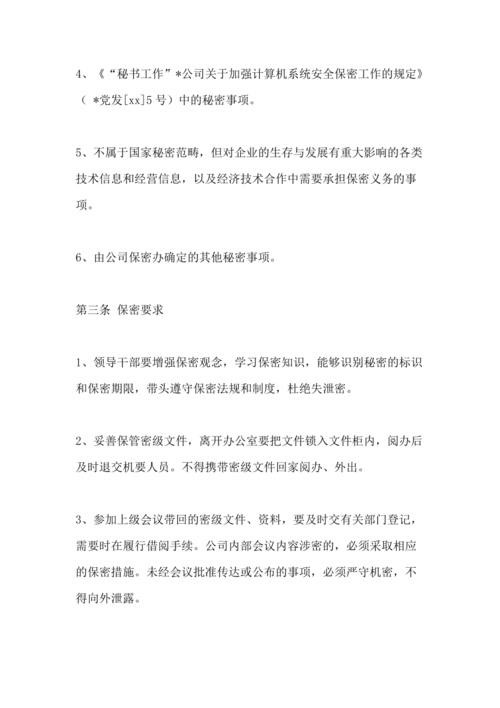 4、《“秘书工作”*公司关于加强计算机系统安全保密工作的规定》
（ *党发[xx]5 号）中的秘密事项。
5、不属于国家秘密范畴，但对企业的生存与发展有重大影响的各类
技术信息和经营信息，以及经济技术合作中需要承担保密义务的事
项。
6、由公司保密办确定的其他秘密事项。
第三条 保密要求
1、领导干部要增强保密观念，学习保密知识，能够识别秘密的标识
和保密期限，带头遵守保密法规和制度，杜绝失泄密。
2、妥善保管密级文件，离开办公室要把文件锁入文件柜内，阅办后
及时退交机要人员。不得携带密级文件回家阅办、外出。
3、参加上级会议带回的密级文件、资料，要及时交有关部门登记，
需要时在履行借阅手续。公司内部会议内容涉密的，必须采取相应
的保密措施。未经会议批准传达或公布的事项，必须严守机密，不
得向外泄露。